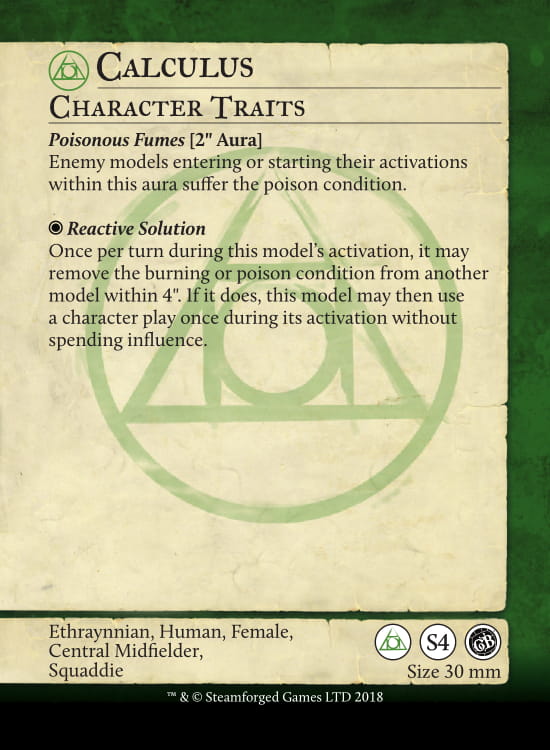 Calculus
Character Traits
Poisonous Fumes [2" Aura]
Enemy models entering or starting their activations
within this aura suffer the poison condition.
Reactive Solution
Once per turn during this model's activation, it may
remove the burning or poison condition from another
model within 4". If it does, this model may then use
a character play once during its activation without
spending influence.
Ethraynnian, Human, Female,
Central Midfielder,
Squaddie
S4
GB
Size 30 mm
™ & © Steamforged Games LTD 2018